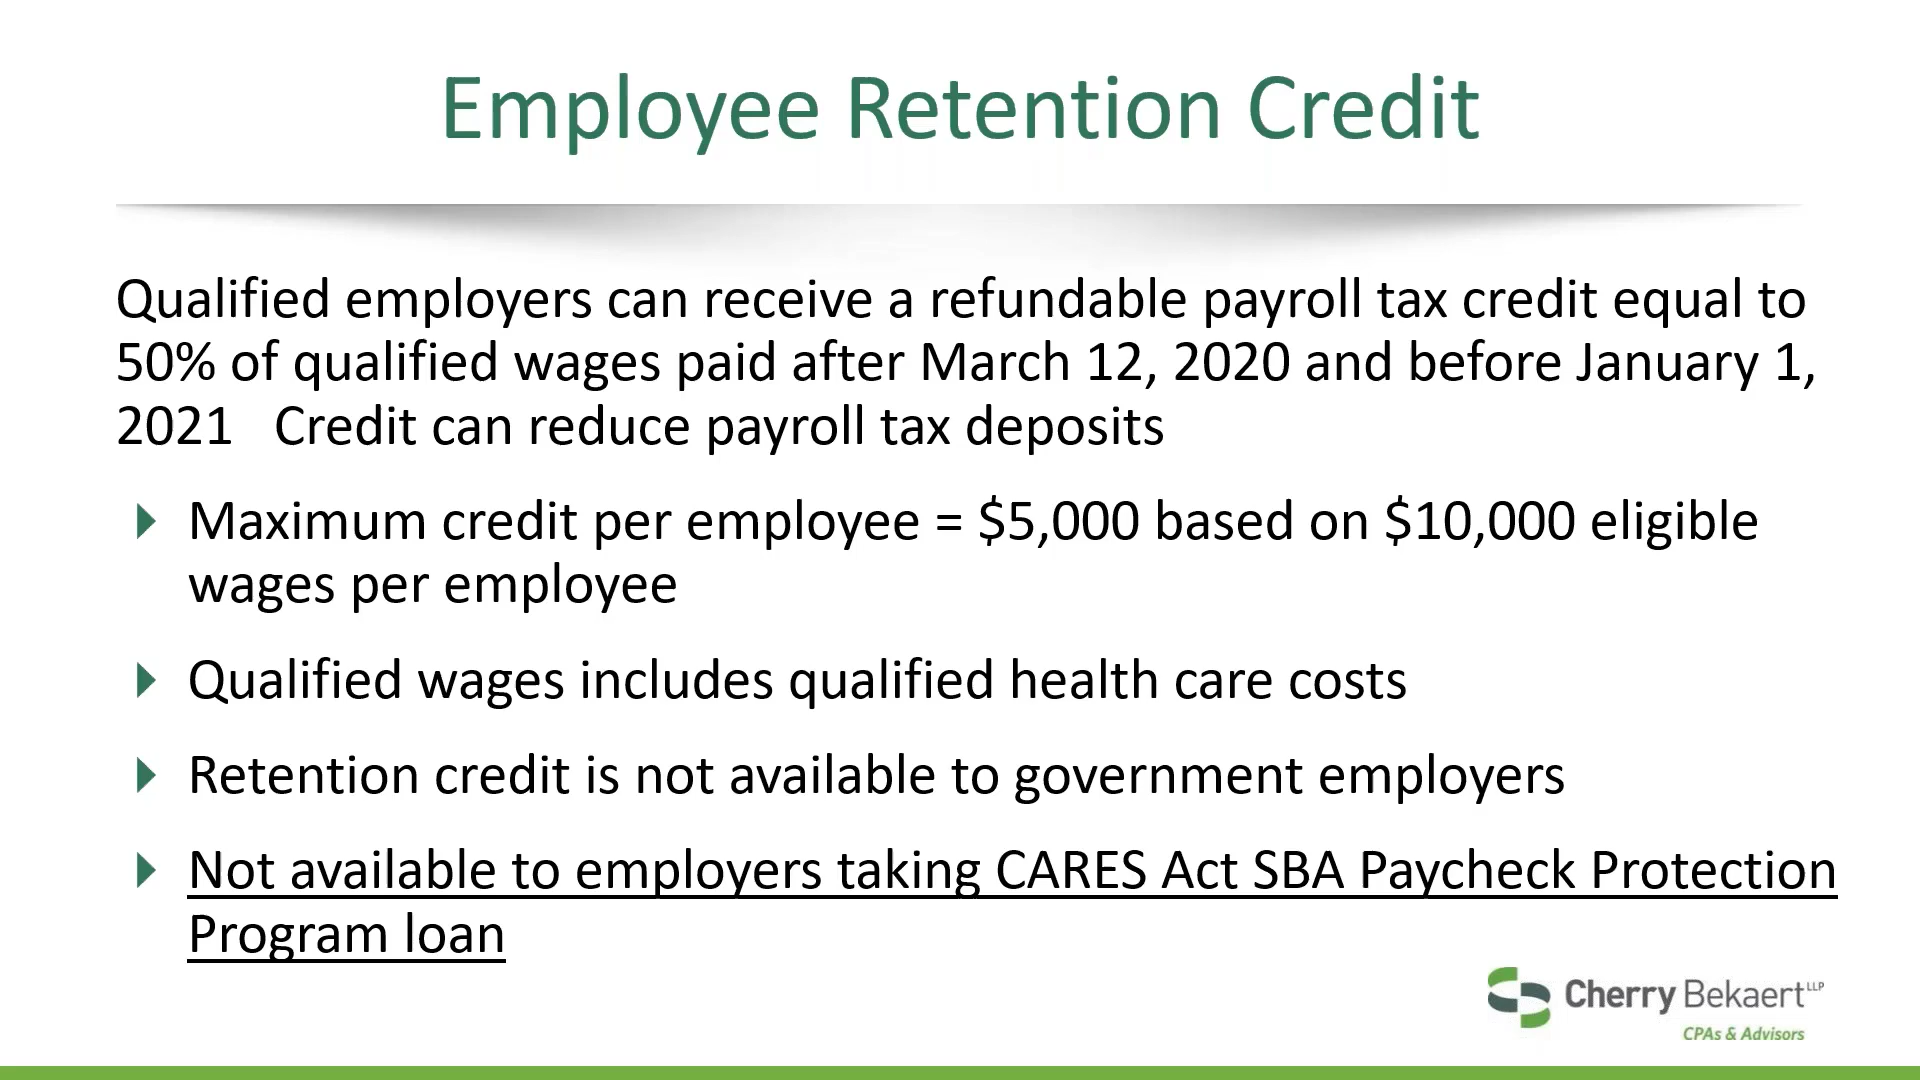 Employee Retention Credit
Qualified employers can receive a refundable payroll tax credit equal to
50% of qualified wages paid after March 12, 2020 and before January 1,
2021   Credit can reduce payroll tax deposits
Maximum credit per employee = $5,000 based on $10,000 eligible
wages per employee
Qualified wages includes qualified health care costs
Retention credit is not available to government employers
Not available to employers taking CARES Act SBA Paycheck Protection
Program loan
Cherry Bekaert LLP
CPAs & Advisors